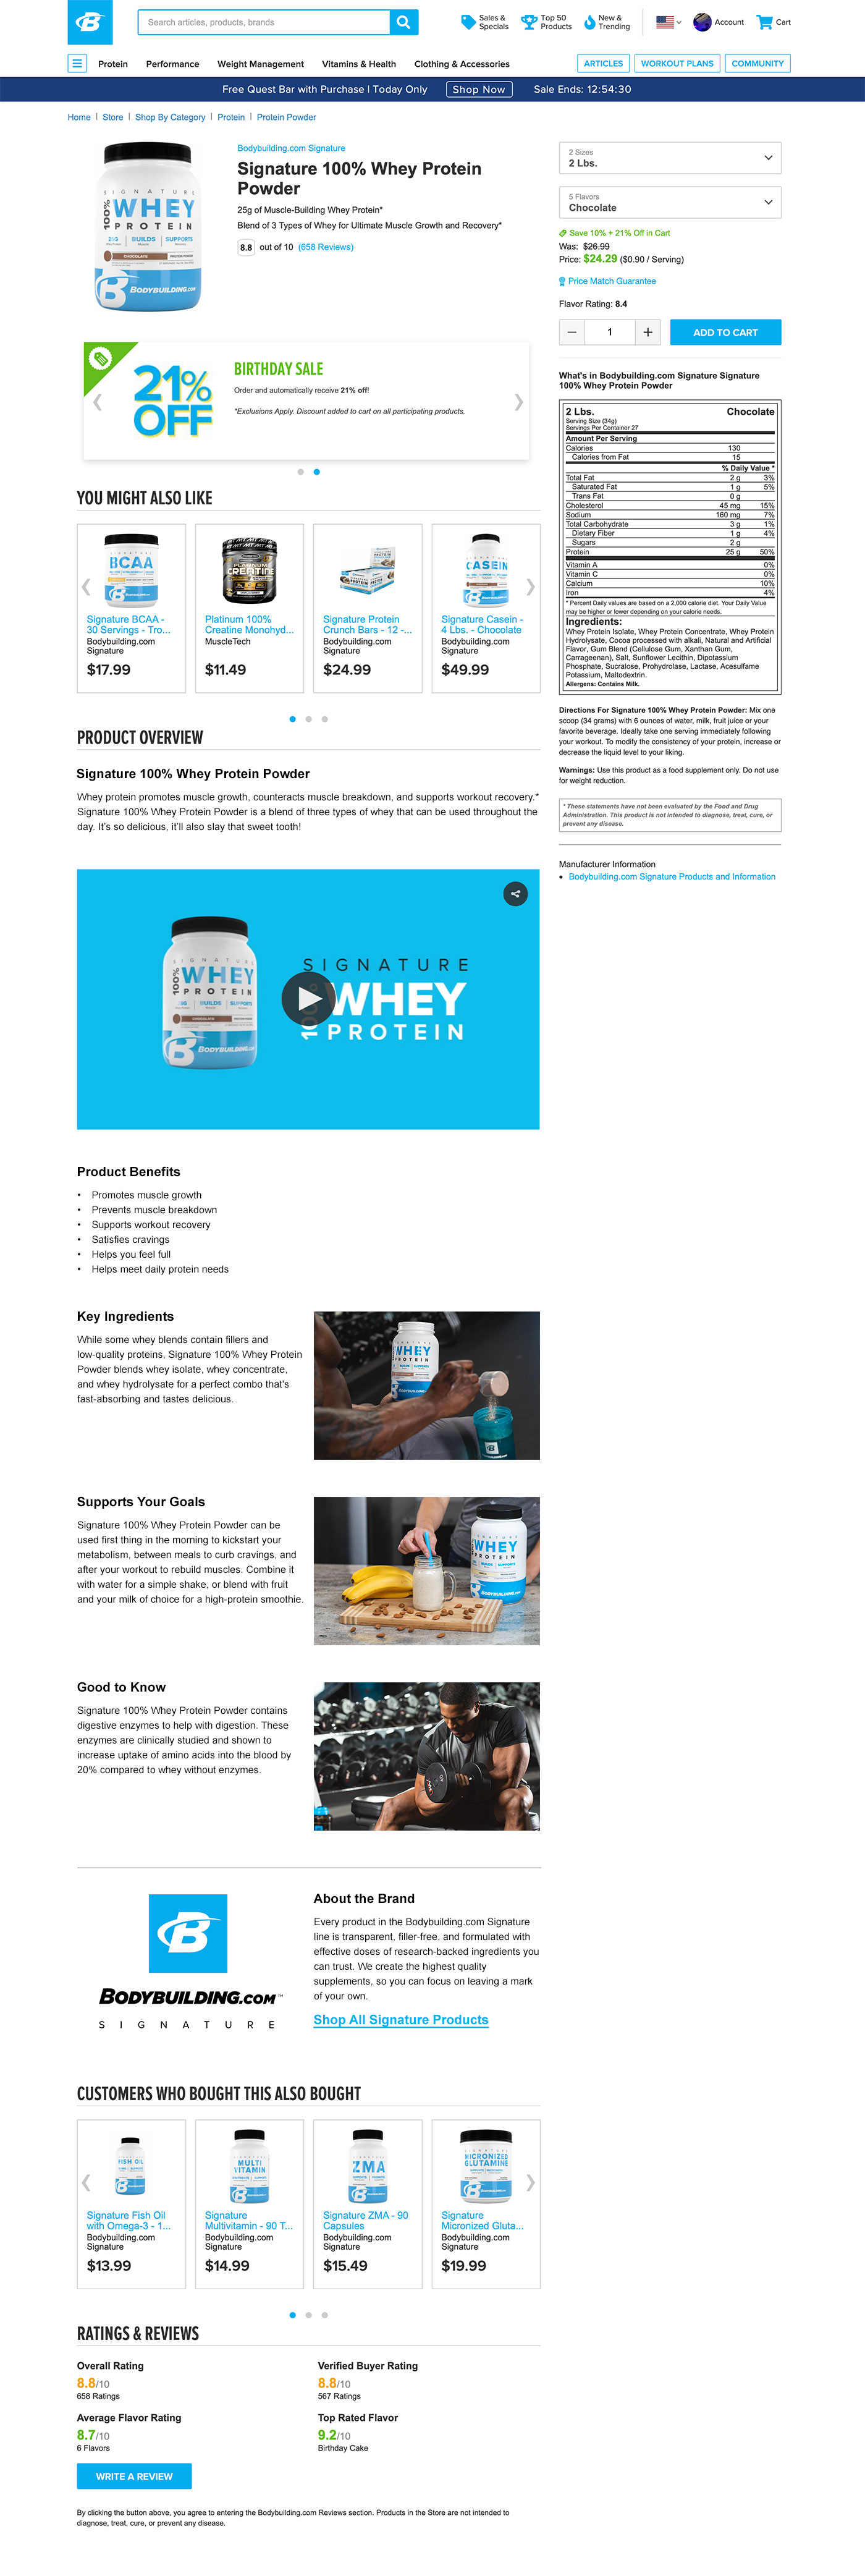 Search articles, products, brands
Sales &
Specials
Top 50
Products
New &
Trending
Account
Cart
Protein
Performance
Weight Management
Vitamins & Health
Clothing & Accessories
ARTICLES
WORKOUT PLANS
COMMUNITY
Free Quest Bar with Purchase | Today Only
Shop Now
Sale Ends: 12:54:30
Home | Store | Shop By Category | Protein | Protein Powder
SIGNATURE
100% WHEY
PROTEIN
BUILDS
SUPPORTS
CHOCOLATE
BODYBUILDING.COM
Bodybuilding.com Signature
Signature 100% Whey Protein
Powder
25g of Muscle-Building Whey Protein*
Blend of 3 Types of Whey for Ultimate Muscle Growth and Recovery*
8.8 out of 10 (658 Reviews)
2 Sizes
2 Lbs.
5 Flavors
Chocolate
Save 10% + 21% Off in Cart
Was: $26.99
Price: $24.29 ($0.90 / Serving)
Price Match Guarantee
Flavor Rating: 8.4
1
ADD TO CART
21%
OFF
BIRTHDAY SALE
Order and automatically receive 21% off!
*Exclusions Apply. Discount added to cart on all participating products.
YOU MIGHT ALSO LIKE
BCAA
Signature BCAA -
30 Servings - Tro...
Bodybuilding.com
Signature
$17.99
CREATINE
Platinum 100%
Creatine Monohyd...
MuscleTech
$11.49
Signature Protein
Crunch Bars - 12 -...
Bodybuilding.com
Signature
$24.99
CASEIN
Signature Casein -
4 Lbs. - Chocolate
Bodybuilding.com
Signature
$49.99
What's in Bodybuilding.com Signature Signature
100% Whey Protein Powder
2 Lbs. Chocolate
Serving Size (34g)
Servings Per Container 27
Amount Per Serving
Calories 130
Calories from Fat 15
% Daily Value *
Total Fat 2 g 3%
Saturated Fat 1 g 5%
Trans Fat 0 g
Cholesterol 45 mg 15%
Sodium 160 mg 7%
Total Carbohydrate 3 g 1%
Dietary Fiber 1 g 4%
Sugars 2 g
Protein 25 g 50%
Vitamin A 0%
Vitamin C 0%
Calcium 10%
Iron 4%
* Percent Daily values are based on a 2,000 calorie diet. Your Daily Value
may be higher or lower depending on your calorie needs.
Ingredients:
Whey Protein Isolate, Whey Protein Concentrate, Whey Protein
Hydrolysate, Cocoa processed with alkali, Natural and Artificial
Flavor, Gum Blend (Cellulose Gum, Xanthan Gum,
Carrageenan), Salt, Sunflower Lecithin, Dipotassium
Phosphate, Sucralose, Prohydrolase, Lactase, Acesulfame
Potassium, Maltodextrin.
Allergens: Contains Milk.
Directions For Signature 100% Whey Protein Powder: Mix one
scoop (34 grams) with 6 ounces of water, milk, fruit juice or your
favorite beverage. Ideally take one serving immediately following
your workout. To modify the consistency of your protein, increase or
decrease the liquid level to your liking.
Warnings: Use this product as a food supplement only. Do not use
for weight reduction.
* These statements have not been evaluated by the Food and Drug
Administration. This product is not intended to diagnose, treat, cure, or
prevent any disease.
Manufacturer Information
• Bodybuilding.com Signature Products and Information
PRODUCT OVERVIEW
Signature 100% Whey Protein Powder
Whey protein promotes muscle growth, counteracts muscle breakdown, and supports workout recovery.*
Signature 100% Whey Protein Powder is a blend of three types of whey that can be used throughout the
day. It's so delicious, it'll also slay that sweet tooth!
100% WHEY
PROTEIN
BODYBUILDING.COM
SIGNATURE
100% WHEY
PROTEIN
Product Benefits
• Promotes muscle growth
• Prevents muscle breakdown
• Supports workout recovery
• Satisfies cravings
• Helps you feel full
• Helps meet daily protein needs
Key Ingredients
While some whey blends contain fillers and
low-quality proteins, Signature 100% Whey Protein
Powder blends whey isolate, whey concentrate,
and whey hydrolysate for a perfect combo that's
fast-absorbing and tastes delicious.
WHEY
PROTEIN
Supports Your Goals
Signature 100% Whey Protein Powder can be
used first thing in the morning to kickstart your
metabolism, between meals to curb cravings, and
after your workout to rebuild muscles. Combine it
with water for a simple shake, or blend with fruit
and your milk of choice for a high-protein smoothie.
WHEY
PROTEIN
Good to Know
Signature 100% Whey Protein Powder contains
digestive enzymes to help with digestion. These
enzymes are clinically studied and shown to
increase uptake of amino acids into the blood by
20% compared to whey without enzymes.
BODYBUILDING.COM™
SIGNATURE
About the Brand
Every product in the Bodybuilding.com Signature
line is transparent, filler-free, and formulated with
effective doses of research-backed ingredients you
can trust. We create the highest quality
supplements, so you can focus on leaving a mark
of your own.
Shop All Signature Products
CUSTOMERS WHO BOUGHT THIS ALSO BOUGHT
FISH OIL
Signature Fish Oil
with Omega-3 - 1...
Bodybuilding.com
Signature
$13.99
MULTI
VITAMIN
Signature
Multivitamin - 90 T...
Bodybuilding.com
Signature
$14.99
ZMA
Signature ZMA - 90
Capsules
Bodybuilding.com
Signature
$15.49
MICRONIZED
GLUTAMINE
Signature
Micronized Gluta...
Bodybuilding.com
Signature
$19.99
RATINGS & REVIEWS
Overall Rating
8.8/10
658 Ratings
Verified Buyer Rating
8.8/10
567 Ratings
Average Flavor Rating
8.7/10
6 Flavors
Top Rated Flavor
9.2/10
Birthday Cake
WRITE A REVIEW
By clicking the button above, you agree to entering the Bodybuilding.com Reviews section. Products in the Store are not intended to
diagnose, treat, cure, or prevent any disease.